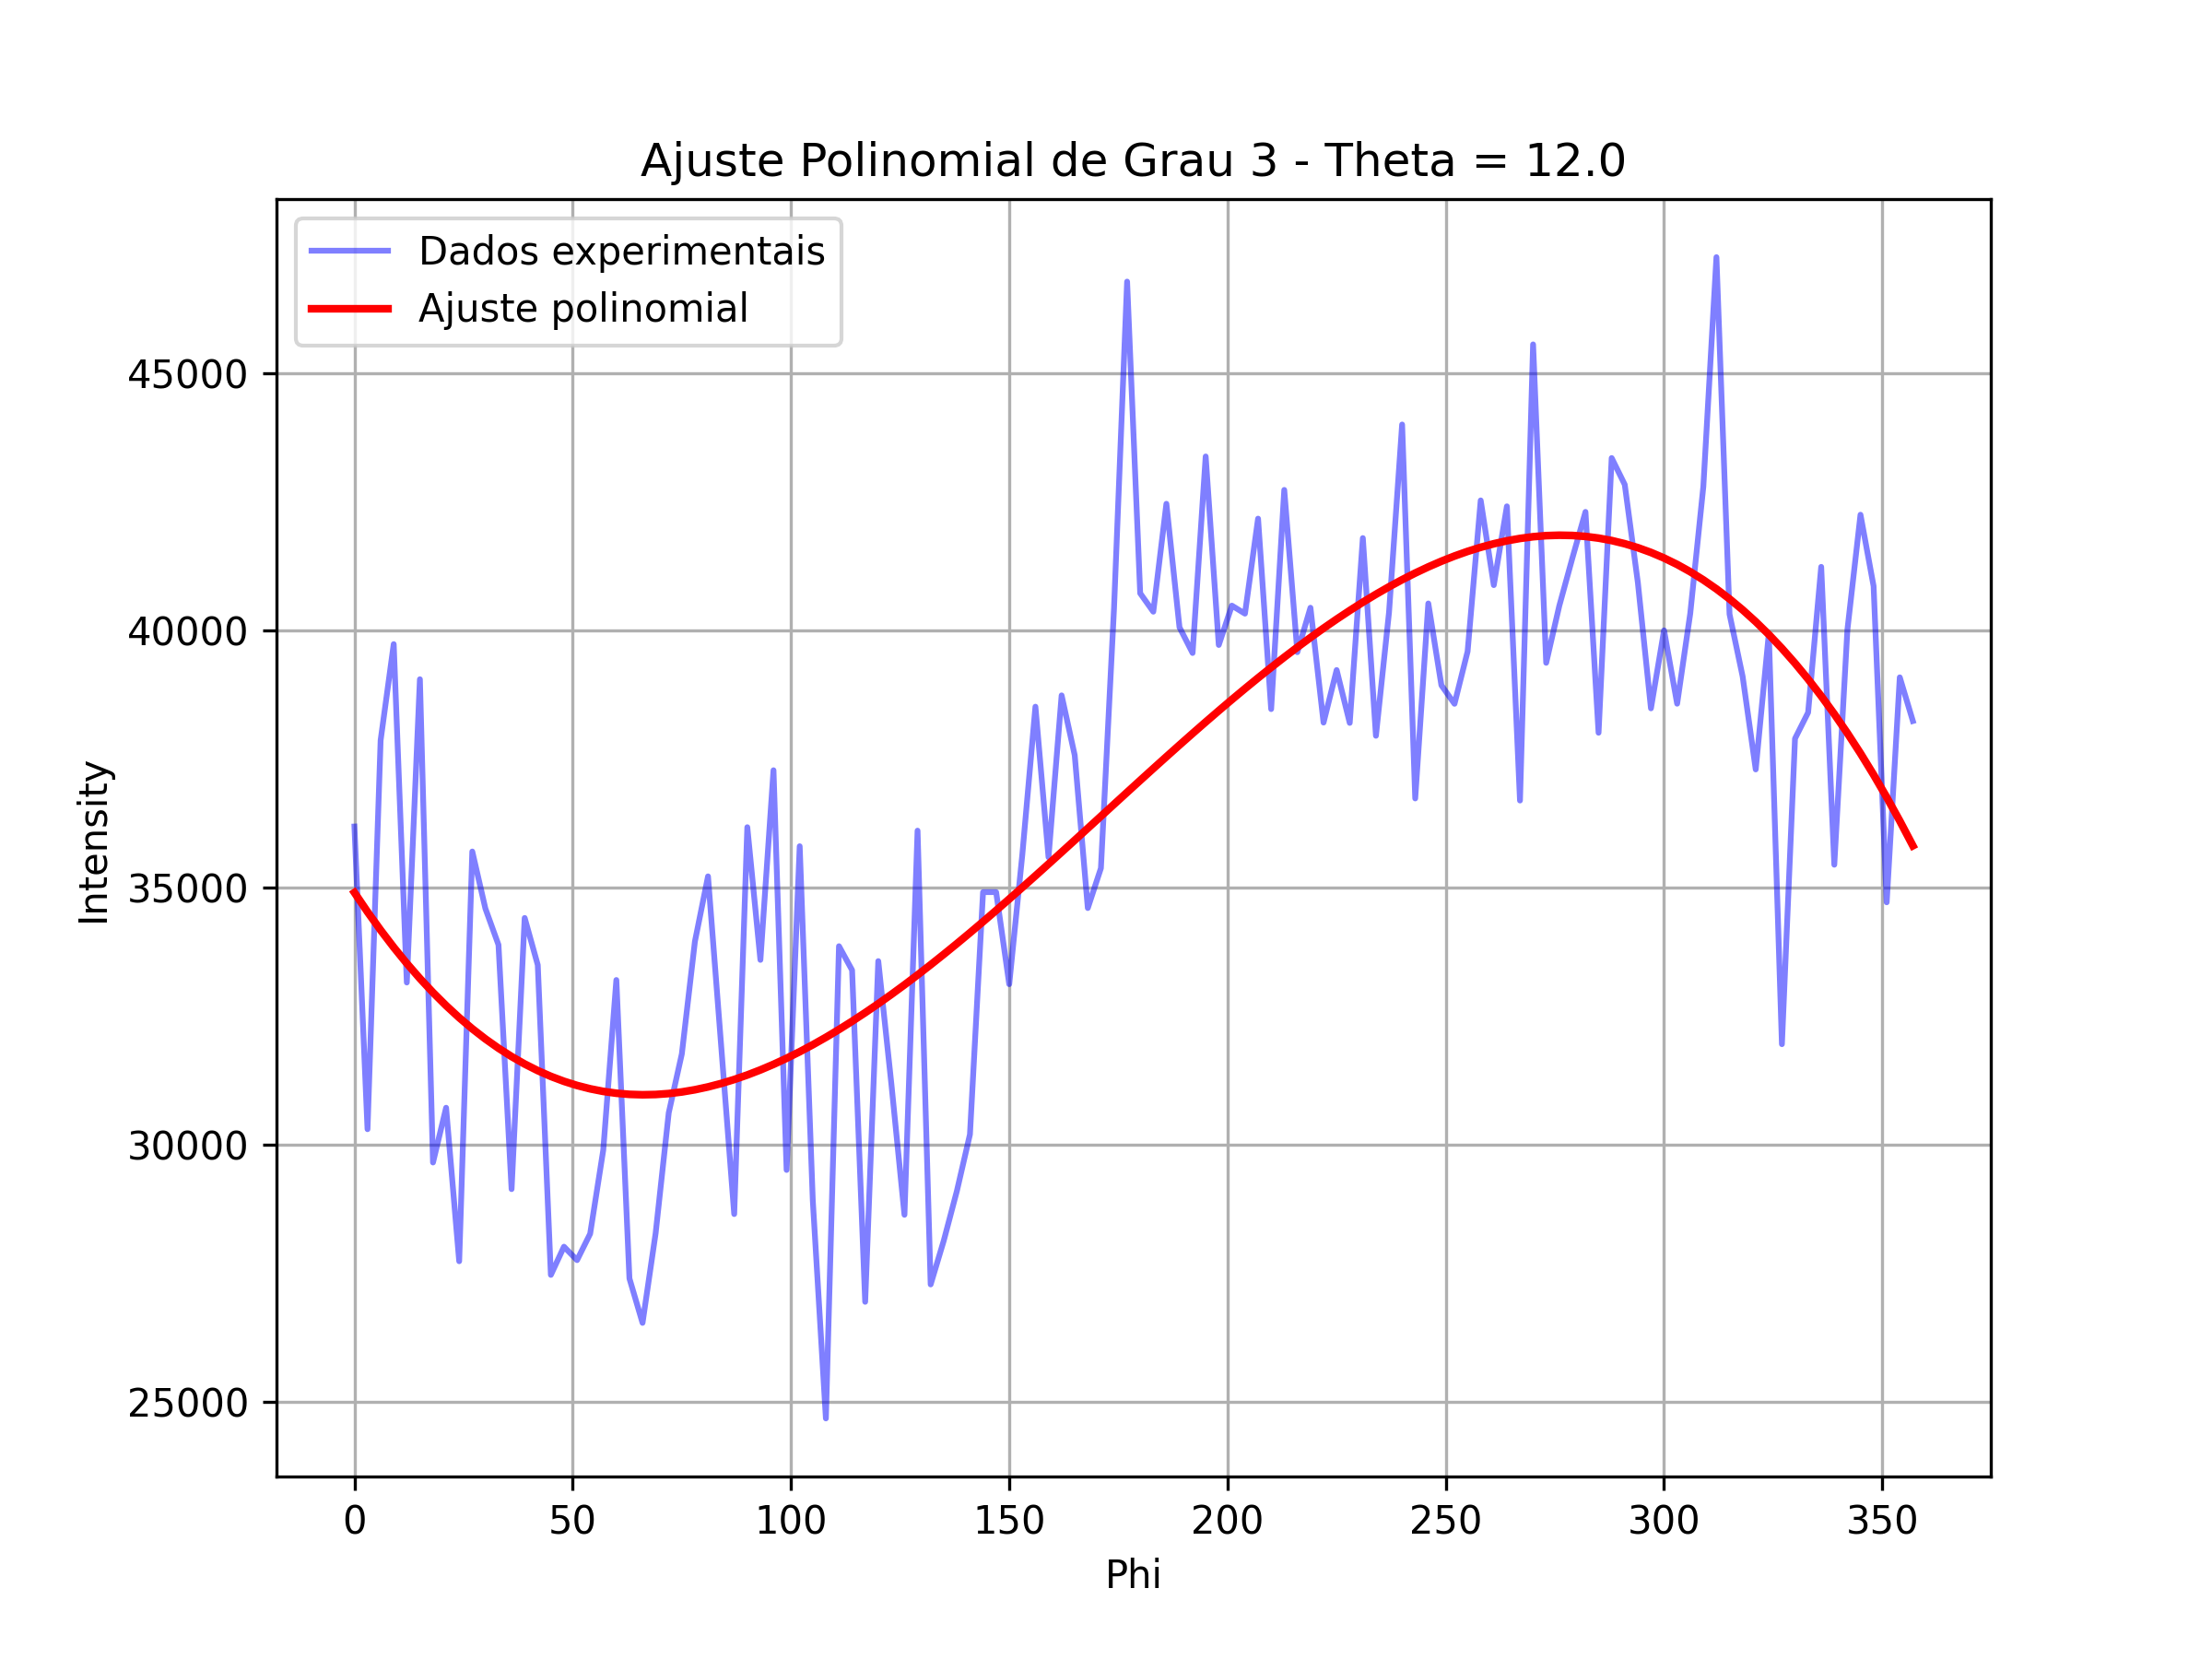 Ajuste Polinomial de Grau 3 - Theta = 12.0
Dados experimentais
Ajuste polinomial
45000
40000
35000
30000
25000
Intensity
0 50 100 150 200 250 300 350
Phi